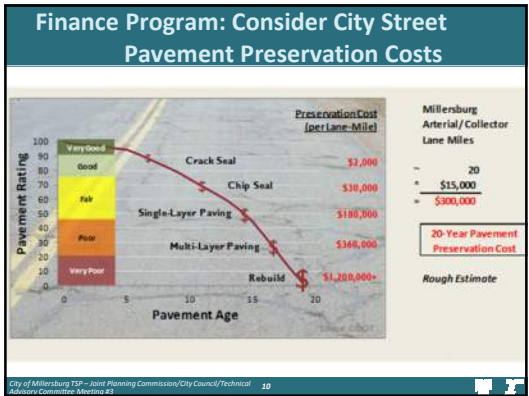 Finance Program: Consider City Street
Pavement Preservation Costs
Preservation Cost
(per Lane-Mile)
Pavement Rating
100
90
80
70
60
50
40
30
20
10
0
Very Good
Good
Fair
Poor
Very Poor
Crack Seal
$2,000
Chip Seal
$30,000
Single-Layer Paving
$180,000
Multi-Layer Paving
$360,000
Rebuild
$1,200,000+
0
5
10
15
20
Pavement Age
Millersburg
Arterial/Collector
Lane Miles
~ 20
* $15,000
= $300,000
20-Year Pavement
Preservation Cost
Rough Estimate
City of Millersburg TSP – Joint Planning Commission/City Council/Technical
Advisory Committee Meeting #3
10